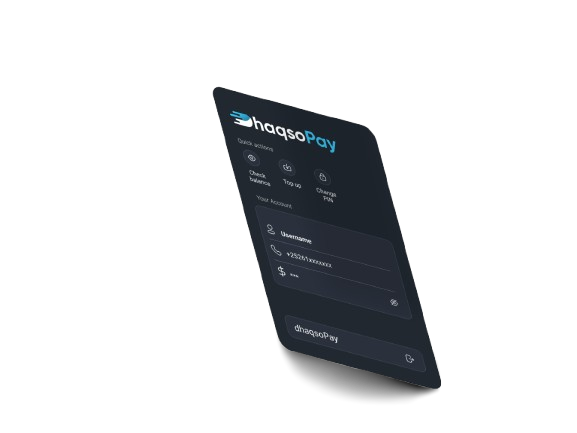 DhaqsoPay
Quick actions
Check
balance
Top up
Change
PIN
Your Account
Username
+25261xxxxxxx
$ ***
dhaqsoPay